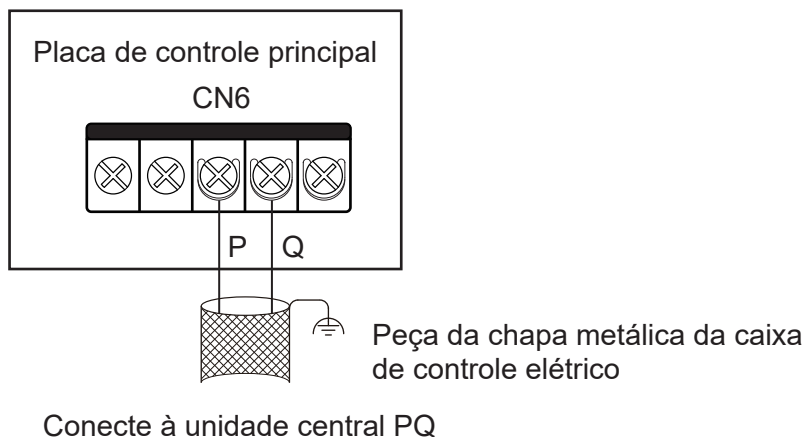 Placa de controle principal
CN6
P Q
Peça da chapa metálica da caixa
de controle elétrico
Conecte à unidade central PQ